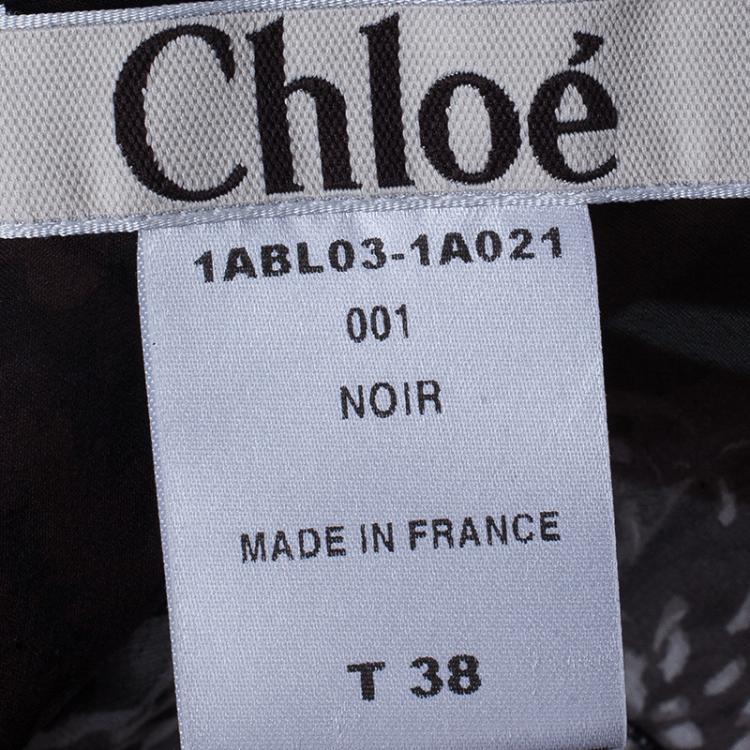 Chloé
1ABL03-1A021
001
NOIR
MADE IN FRANCE
T 38